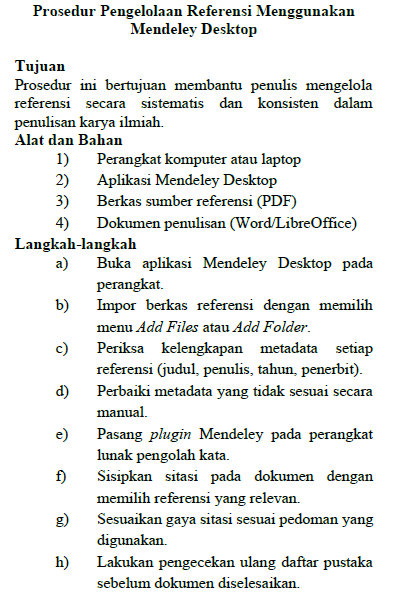 Prosedur Pengelolaan Referensi Menggunakan
Mendeley Desktop
Tujuan
Prosedur ini bertujuan membantu penulis mengelola
referensi secara sistematis dan konsisten dalam
penulisan karya ilmiah.
Alat dan Bahan
1) Perangkat komputer atau laptop
2) Aplikasi Mendeley Desktop
3) Berkas sumber referensi (PDF)
4) Dokumen penulisan (Word/LibreOffice)
Langkah-langkah
a) Buka aplikasi Mendeley Desktop pada
perangkat.
b) Impor berkas referensi dengan memilih
menu Add Files atau Add Folder.
c) Periksa kelengkapan metadata setiap
referensi (judul, penulis, tahun, penerbit).
d) Perbaiki metadata yang tidak sesuai secara
manual.
e) Pasang plugin Mendeley pada perangkat
lunak pengolah kata.
f) Sisipkan sitasi pada dokumen dengan
memilih referensi yang relevan.
g) Sesuaikan gaya sitasi sesuai pedoman yang
digunakan.
h) Lakukan pengecekan ulang daftar pustaka
sebelum dokumen diselesaikan.